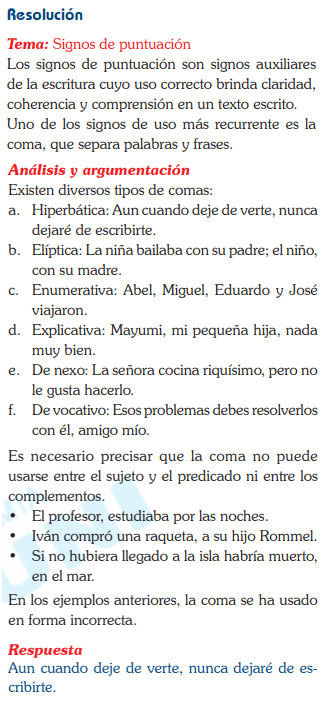 Resolución
Tema: Signos de puntuación
Los signos de puntuación son signos auxiliares
de la escritura cuyo uso correcto brinda claridad,
coherencia y comprensión en un texto escrito.
Uno de los signos de uso más recurrente es la
coma, que separa palabras y frases.
Análisis y argumentación
Existen diversos tipos de comas:
a. Hiperbática: Aun cuando deje de verte, nunca
dejaré de escribirte.
b. Elíptica: La niña bailaba con su padre; el niño,
con su madre.
c. Enumerativa: Abel, Miguel, Eduardo y José
viajaron.
d. Explicativa: Mayumi, mi pequeña hija, nada
muy bien.
e. De nexo: La señora cocina riquísimo, pero no
le gusta hacerlo.
f. De vocativo: Esos problemas debes resolverlos
con él, amigo mío.
Es necesario precisar que la coma no puede
usarse entre el sujeto y el predicado ni entre los
complementos.
• El profesor, estudiaba por las noches.
• Iván compró una raqueta, a su hijo Rommel.
• Si no hubiera llegado a la isla habría muerto,
en el mar.
En los ejemplos anteriores, la coma se ha usado
en forma incorrecta.
Respuesta
Aun cuando deje de verte, nunca dejaré de es-
cribirte.